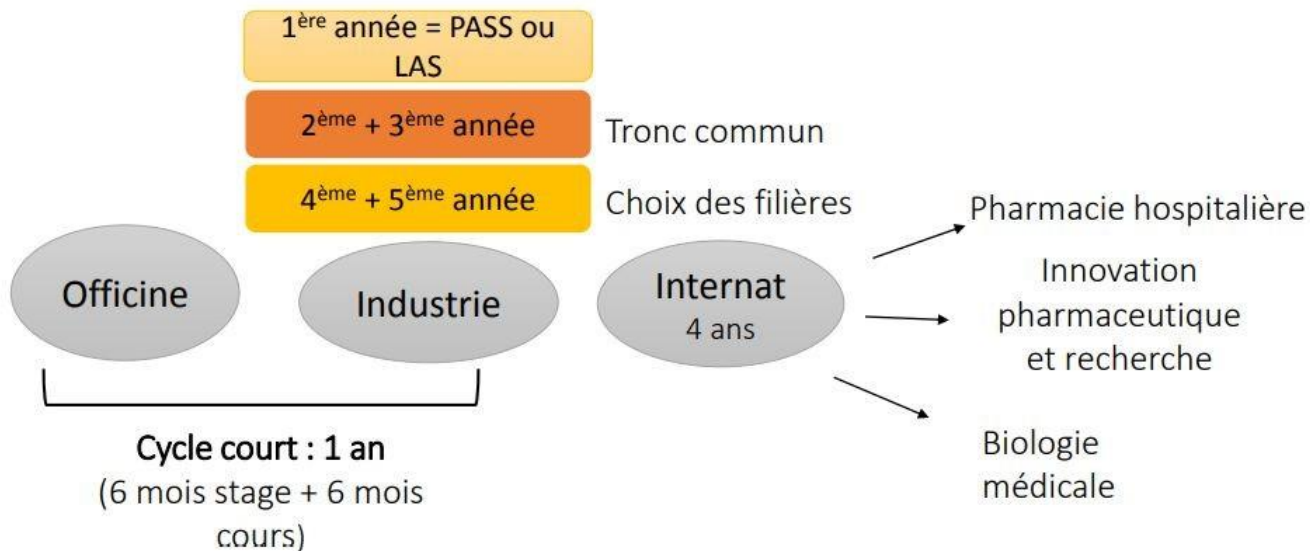 1ère année = PASS ou
LAS
2ème + 3ème année
Tronc commun
4ème + 5ème année
Choix des filières
Officine
Industrie
Internat
4 ans
Pharmacie hospitalière
Innovation
pharmaceutique
et recherche
Biologie
médicale
Cycle court : 1 an
(6 mois stage + 6 mois
cours)